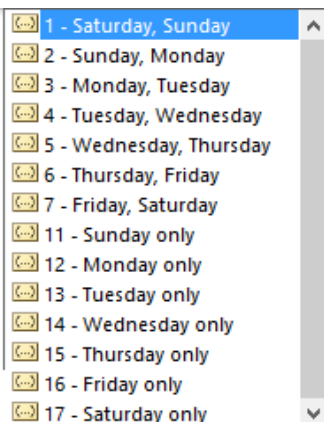 1 - Saturday, Sunday
2 - Sunday, Monday
3 - Monday, Tuesday
4 - Tuesday, Wednesday
5 - Wednesday, Thursday
6 - Thursday, Friday
7 - Friday, Saturday
11 - Sunday only
12 - Monday only
13 - Tuesday only
14 - Wednesday only
15 - Thursday only
16 - Friday only
17 - Saturday only